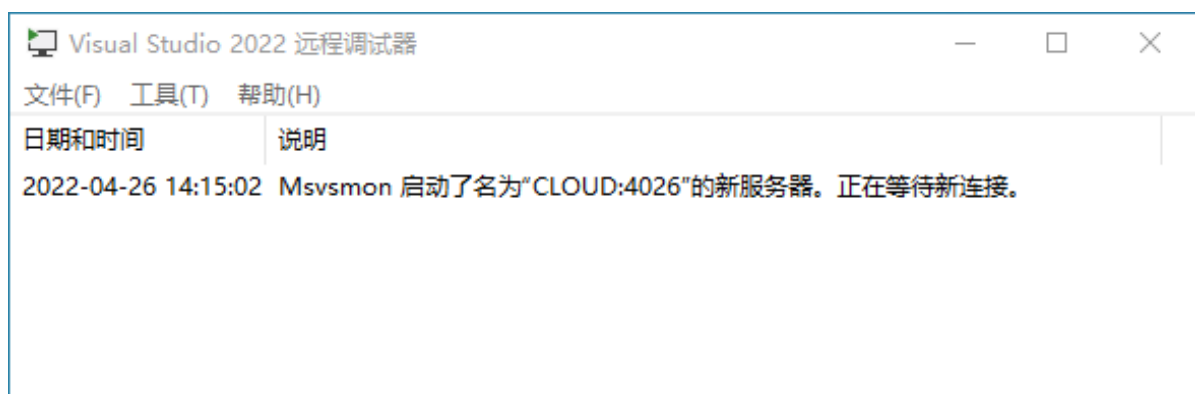 Visual Studio 2022 远程调试器
文件(F) 工具(T) 帮助(H)
日期和时间 说明
2022-04-26 14:15:02 Msvsmon 启动了名为“CLOUD:4026”的新服务器。正在等待新连接。